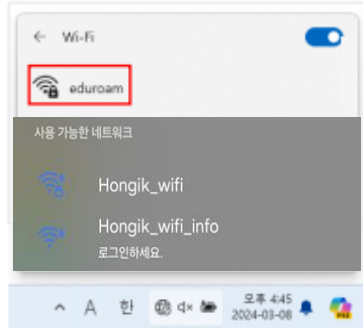 ← Wi-Fi
eduroam
사용 가능한 네트워크
Hongik_wifi
Hongik_wifi_info
로그인하세요.
A 한 오후 4:45
2024-03-08
PRE